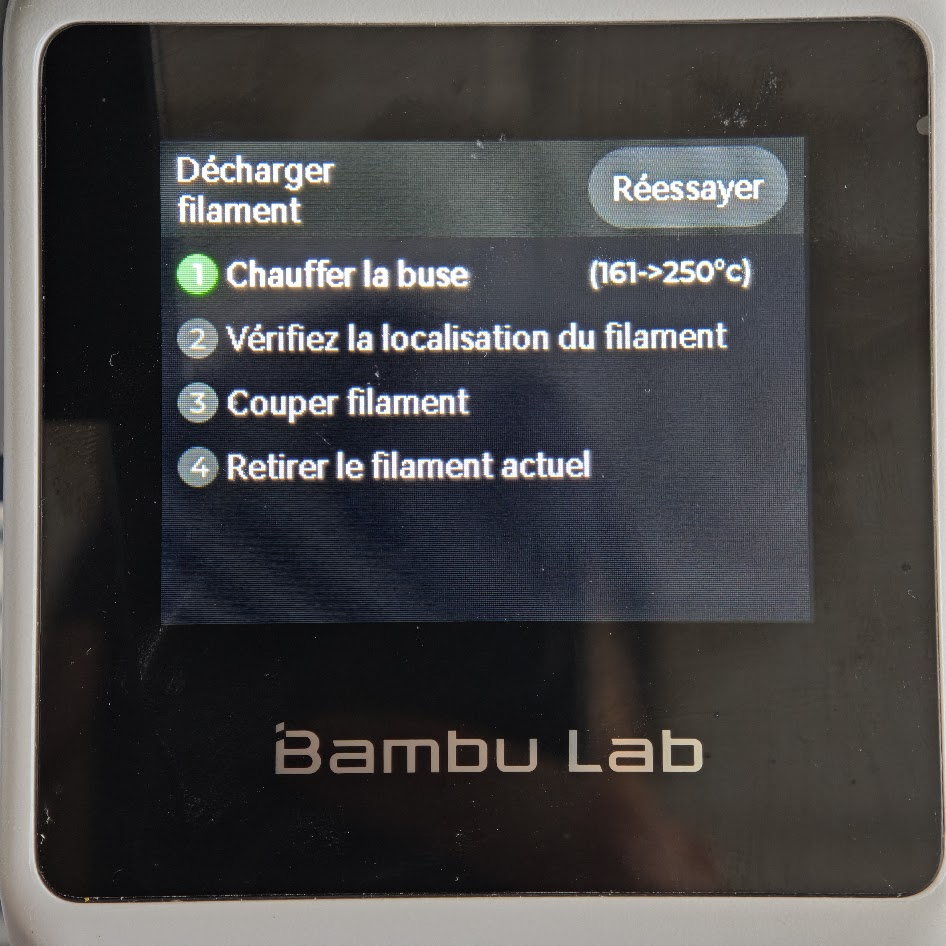 Décharger
filament
Réessayer
1 Chauffer la buse (161->250°c)
2 Vérifiez la localisation du filament
3 Couper filament
4 Retirer le filament actuel
Bambu Lab